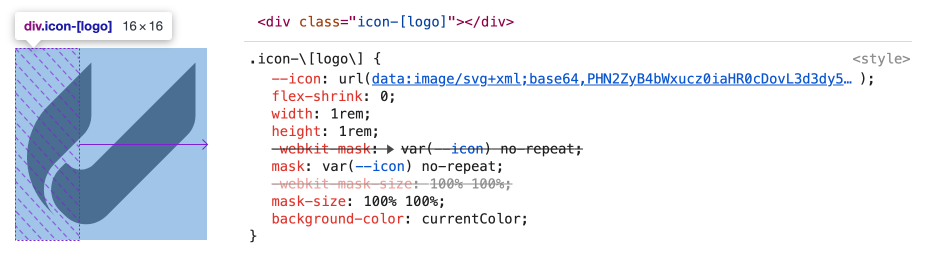 div.icon-[logo] 16×16
<div class="icon-[logo]"></div>
.icon-\[logo\] {
<style>
--icon: url(data:image/svg+xml;base64,PHN2ZyB4bWxucz0iaHR0cDovL3d3dy5… );
flex-shrink: 0;
width: 1rem;
height: 1rem;
-webkit-mask: ▶ var(--icon) no-repeat;
mask: var(--icon) no-repeat;
-webkit-mask-size: 100% 100%;
mask-size: 100% 100%;
background-color: currentColor;
}